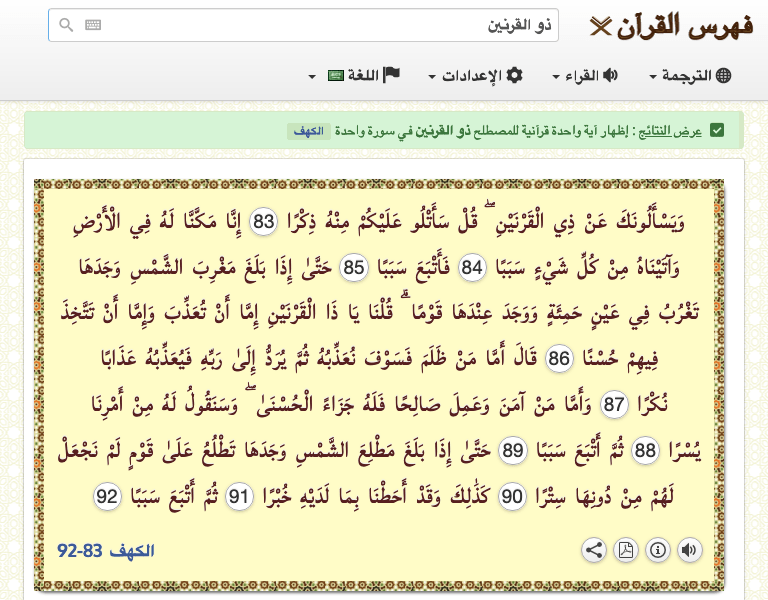 فهرس القرآن
ذو القرنين
الترجمة القراء الإعدادات اللغة
عرض النتائج : إظهار آية واحدة قرآنية للمصطلح ذو القرنين في سورة واحدة الكهف
وَيَسْأَلُونَكَ عَنْ ذِي الْقَرْنَيْنِ ۖ قُلْ سَأَتْلُو عَلَيْكُمْ مِنْهُ ذِكْرًا 83 إِنَّا مَكَّنَّا لَهُ فِي الْأَرْضِ
وَآتَيْنَاهُ مِنْ كُلِّ شَيْءٍ سَبَبًا 84 فَأَتْبَعَ سَبَبًا 85 حَتَّىٰ إِذَا بَلَغَ مَغْرِبَ الشَّمْسِ وَجَدَهَا
تَغْرُبُ فِي عَيْنٍ حَمِئَةٍ وَوَجَدَ عِنْدَهَا قَوْمًا ۗ قُلْنَا يَا ذَا الْقَرْنَيْنِ إِمَّا أَنْ تُعَذِّبَ وَإِمَّا أَنْ تَتَّخِذَ
فِيهِمْ حُسْنًا 86 قَالَ أَمَّا مَنْ ظَلَمَ فَسَوْفَ نُعَذِّبُهُ ثُمَّ يُرَدُّ إِلَىٰ رَبِّهِ فَيُعَذِّبُهُ عَذَابًا
نُكْرًا 87 وَأَمَّا مَنْ آمَنَ وَعَمِلَ صَالِحًا فَلَهُ جَزَاءً الْحُسْنَىٰ ۖ وَسَنَقُولُ لَهُ مِنْ أَمْرِنَا
يُسْرًا 88 ثُمَّ أَتْبَعَ سَبَبًا 89 حَتَّىٰ إِذَا بَلَغَ مَطْلِعَ الشَّمْسِ وَجَدَهَا تَطْلُعُ عَلَىٰ قَوْمٍ لَمْ نَجْعَلْ
لَهُمْ مِنْ دُونِهَا سِتْرًا 90 كَذَٰلِكَ وَقَدْ أَحَطْنَا بِمَا لَدَيْهِ خُبْرًا 91 ثُمَّ أَتْبَعَ سَبَبًا 92
الكهف 83-92